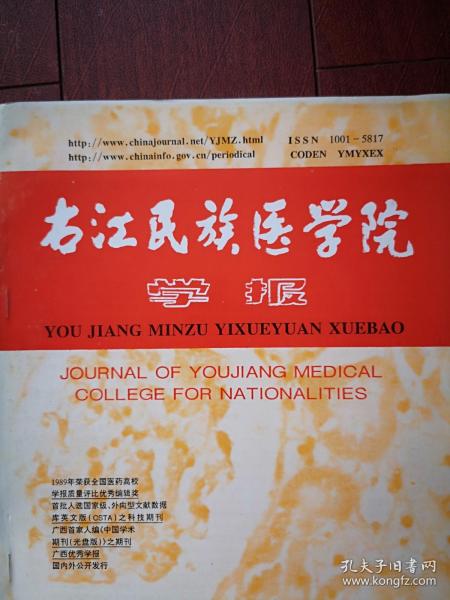 http://www.chinajournal.net/YJMZ.html ISSN 1001-5817
http://www.chinainfo.gov.cn/periodical CODEN YMYXEX
右江民族医学院
学报
YOU JIANG MINZU YIXUEYUAN XUEBAO
JOURNAL OF YOUJIANG MEDICAL
COLLEGE FOR NATIONALITIES
1989年荣获全国医药高校
学报质量评比优秀编辑奖
首批入选国家级、外向型文献数据
库英文版(CSTA)之科技期刊
广西首家入编《中国学术
期刊(光盘版)》之期刊
广西优秀学报
国内外公开发行
孔夫子旧书网
www.kongfz.com